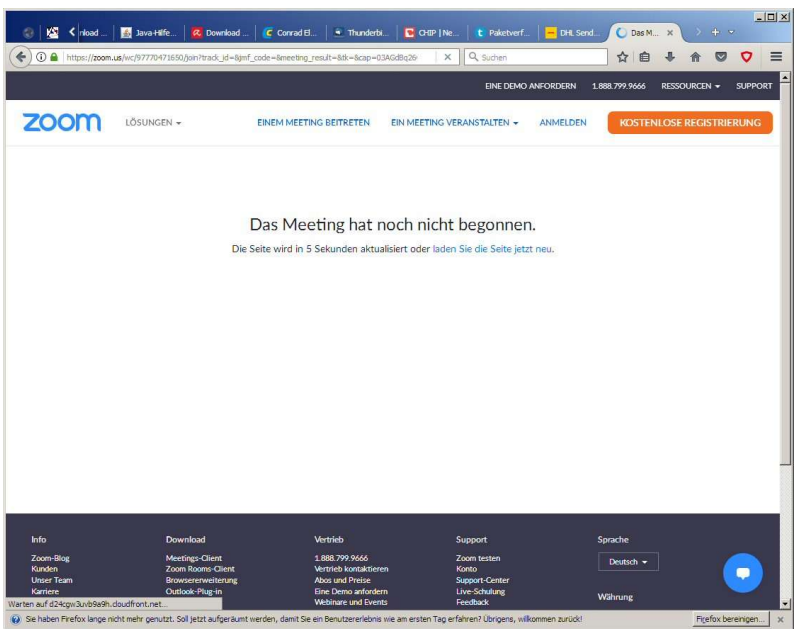 nload ...
Java-Hilfe...
Download ...
Conrad El...
Thunderbi...
CHIP | Ne...
Paketverf...
DHL Send...
Das M...
https://zoom.us/wc/97770471650/join?track_id=&jmf_code=&meeting_result=&tk=&cap=03AGdBq26
Suchen
EINE DEMO ANFORDERN 1.888.799.9666 RESSOURCEN SUPPORT
zoom LÖSUNGEN EINEM MEETING BEITRETEN EIN MEETING VERANSTALTEN ANMELDEN KOSTENLOSE REGISTRIERUNG
Das Meeting hat noch nicht begonnen.
Die Seite wird in 5 Sekunden aktualisiert oder laden Sie die Seite jetzt neu.
Info
Zoom-Blog
Kunden
Unser Team
Karriere
Download
Meetings-Client
Zoom Rooms-Client
Browsererweiterung
Outlook-Plug-in
Vertrieb
1.888.799.9666
Vertrieb kontaktieren
Abos und Preise
Eine Demo anfordern
Webinare und Events
Support
Zoom testen
Konto
Support-Center
Live-Schulung
Feedback
Sprache
Deutsch
Währung
Warten auf d24cgw3uvb9a9h.cloudfront.net...
Sie haben Firefox lange nicht mehr genutzt. Soll jetzt aufgeräumt werden, damit Sie ein Benutzererlebnis wie am ersten Tag erfahren? Übrigens, willkommen zurück! Firefox bereinigen...